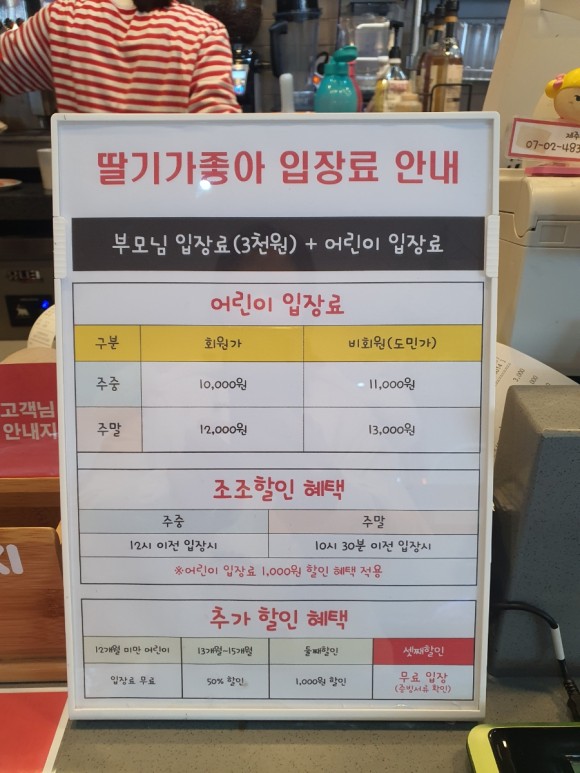 딸기가좋아 입장료 안내
부모님 입장료(3천원) + 어린이 입장료
어린이 입장료
구분 회원가 비회원(도민가)
주중 10,000원 11,000원
주말 12,000원 13,000원
조조할인 혜택
주중 주말
12시 이전 입장시 10시 30분 이전 입장시
※어린이 입장료 1,000원 할인 혜택 적용
추가 할인 혜택
12개월 미만 어린이 13개월~15개월 둘째할인 셋째할인
입장료 무료 50% 할인 1,000원 할인 무료 입장
(증빙서류 확인)
고객님
안내지